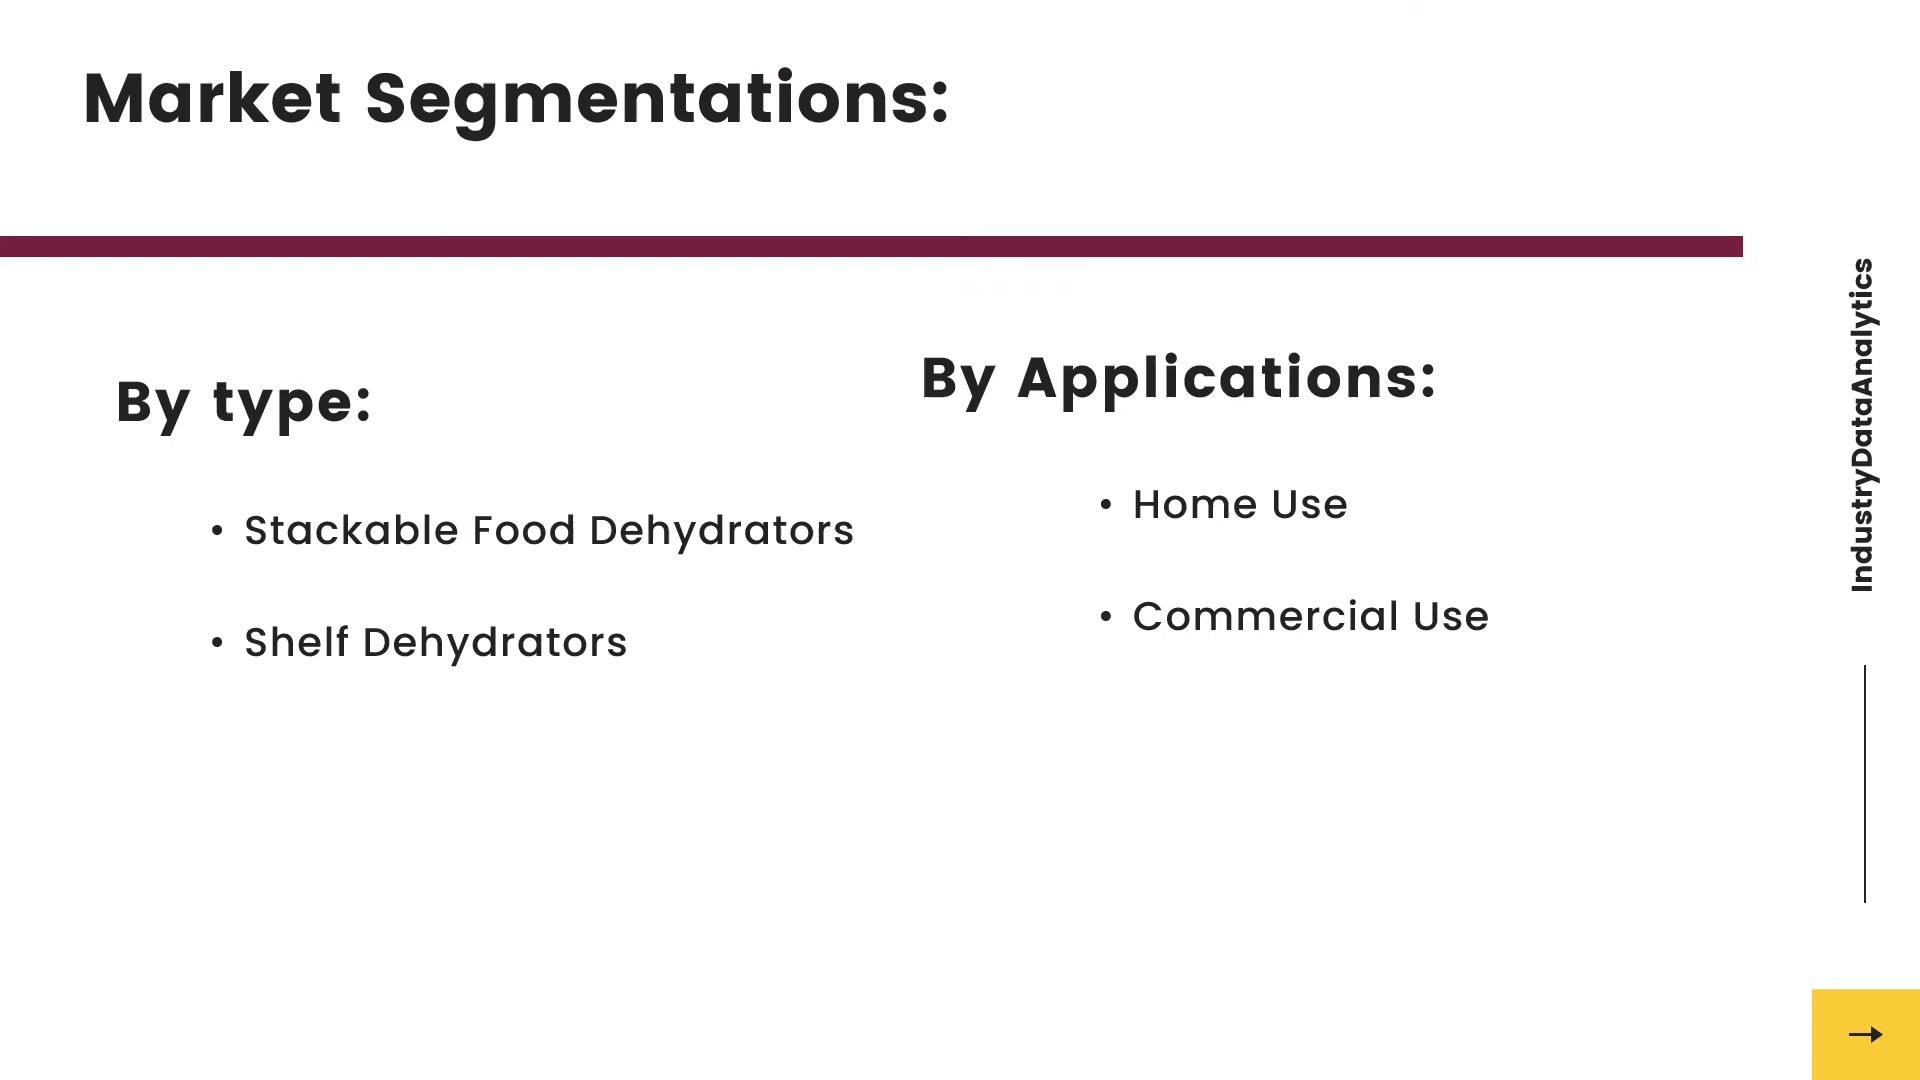 Market Segmentations:
By type:
• Stackable Food Dehydrators
• Shelf Dehydrators
By Applications:
• Home Use
• Commercial Use
IndustryDataAnalytics